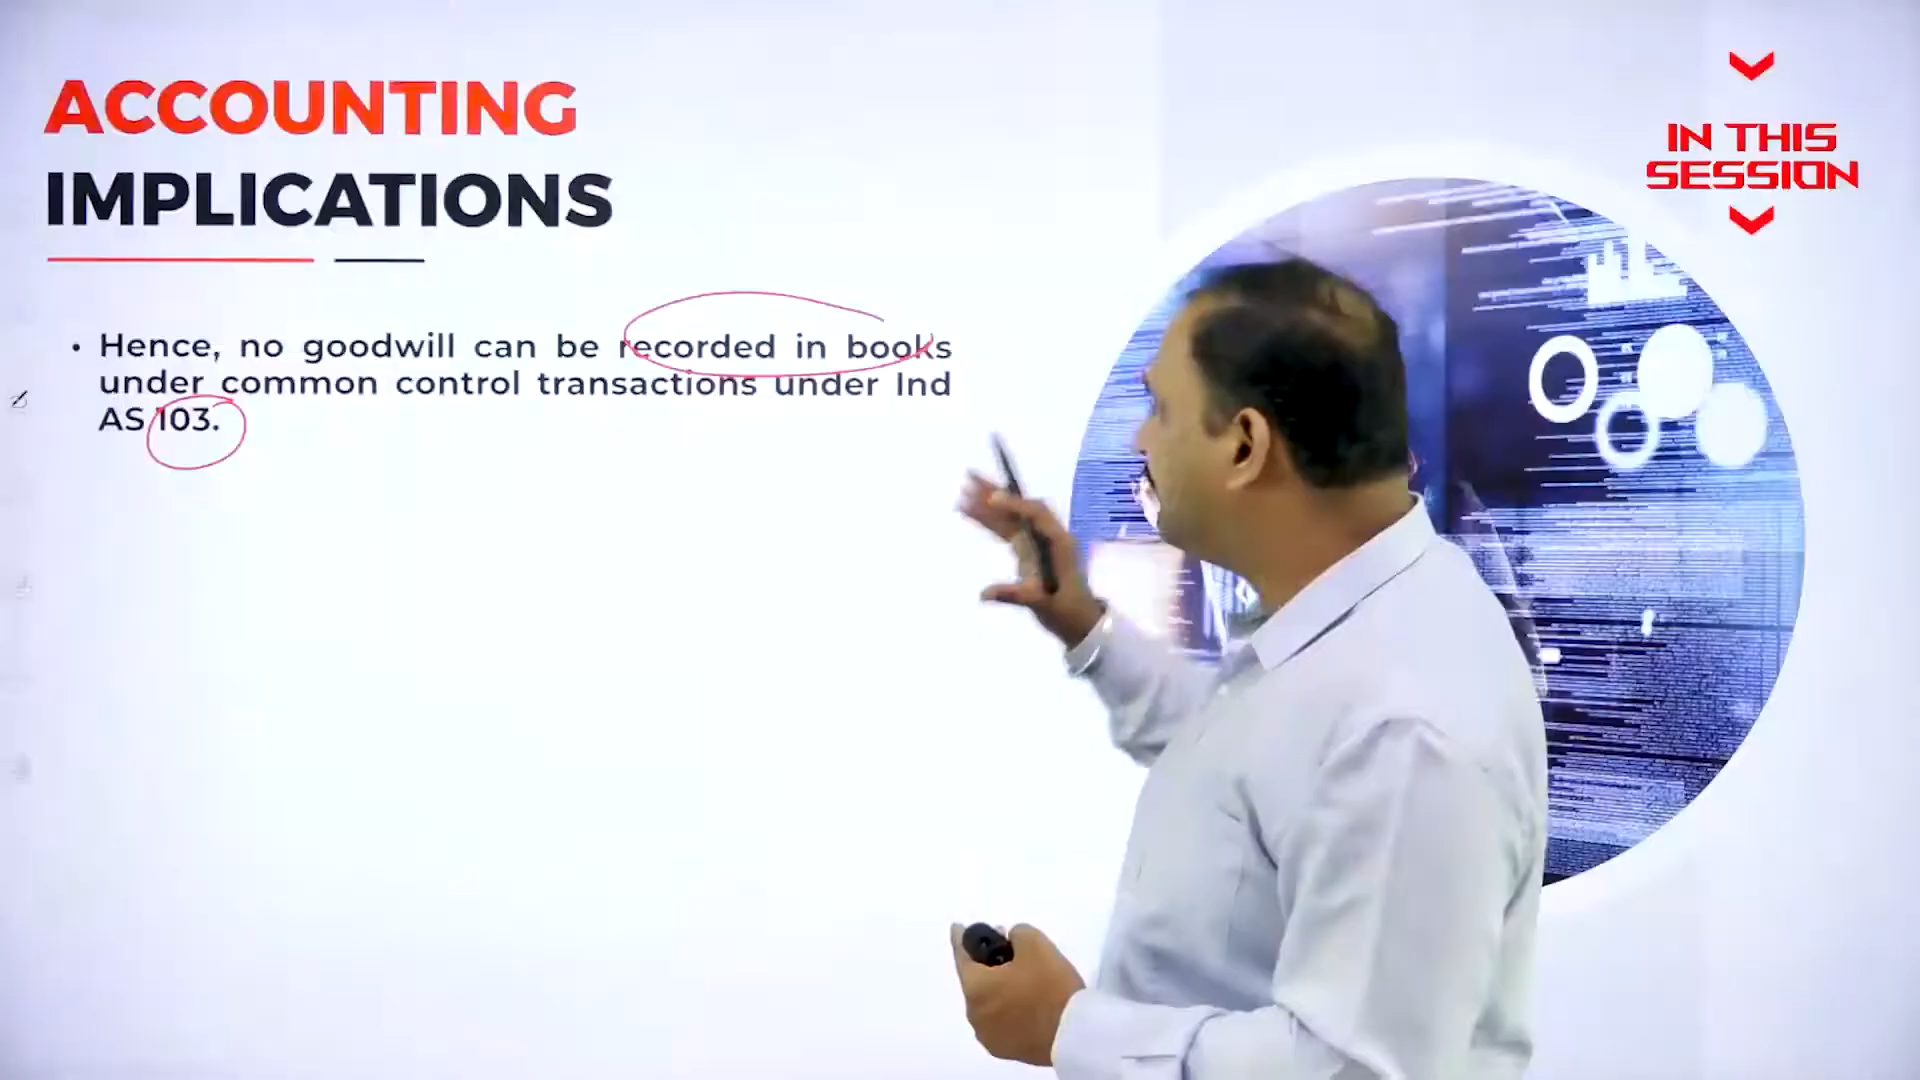 ACCOUNTING
IMPLICATIONS
IN THIS
SESSION
• Hence, no goodwill can be recorded in books
under common control transactions under Ind
AS 103.